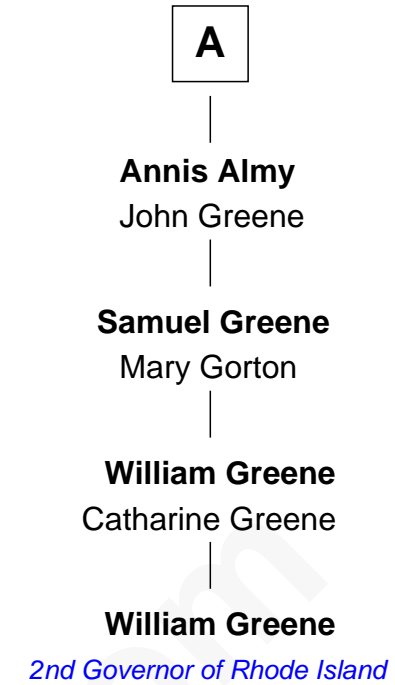 A
Annis Almy
John Greene
Samuel Greene
Mary Gorton
William Greene
Catharine Greene
William Greene
2nd Governor of Rhode Island